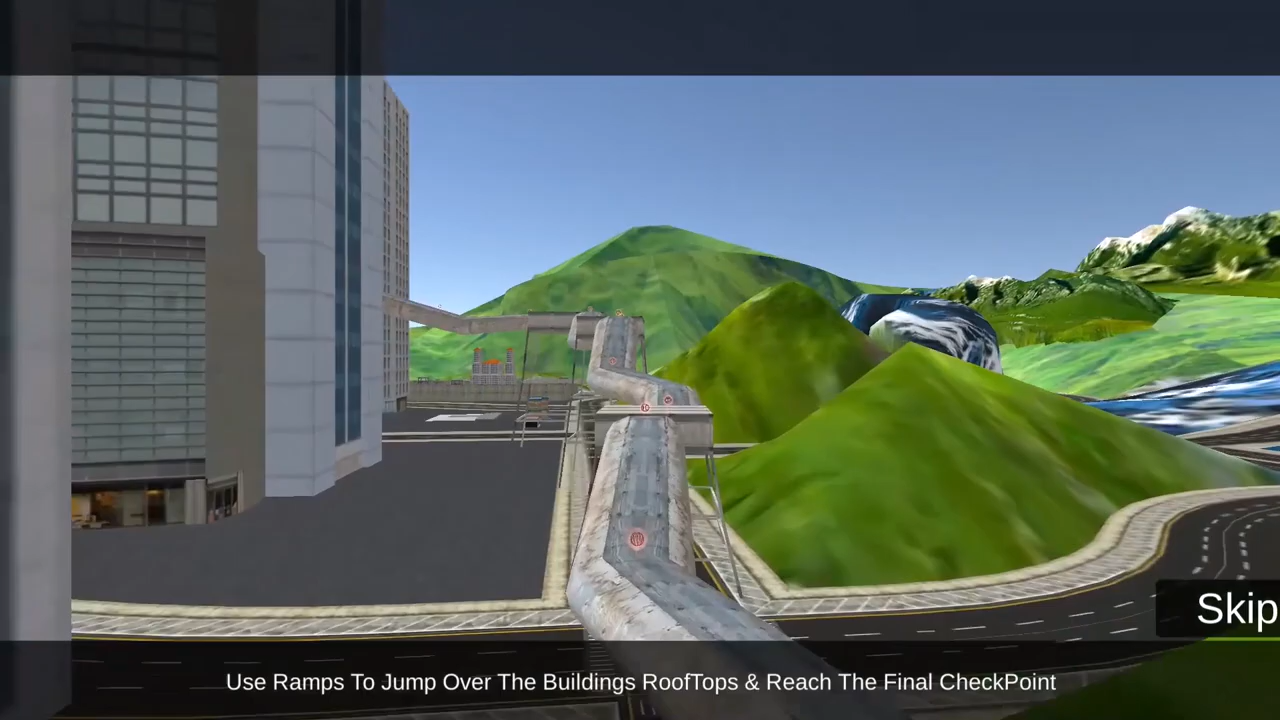 Skip
Use Ramps To Jump Over The Buildings RoofTops & Reach The Final CheckPoint